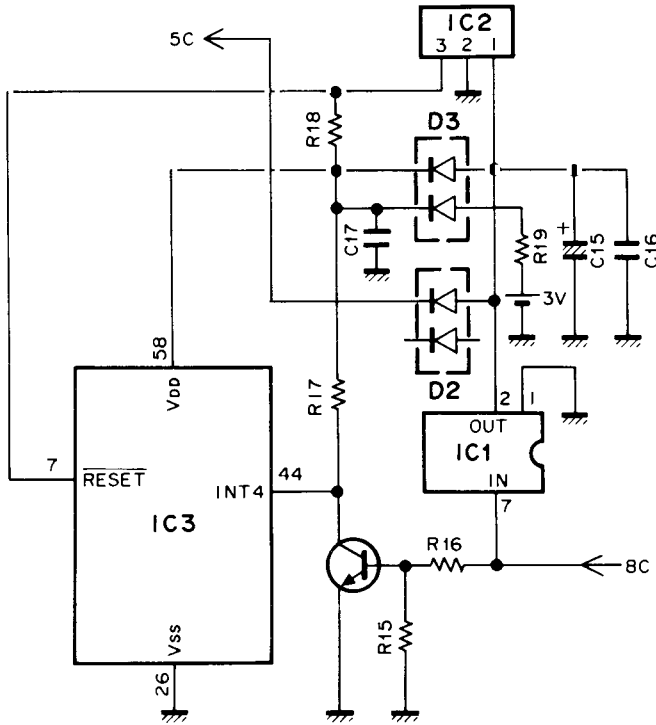 IC2
5C
3 2 1
R18
D3
C17
R19
+
C15
C16
3V
58
VDD
R17
D2
2 1
OUT
IC1
IN
7
7
RESET
44
INT4
IC3
R16
8C
R15
VSS
26